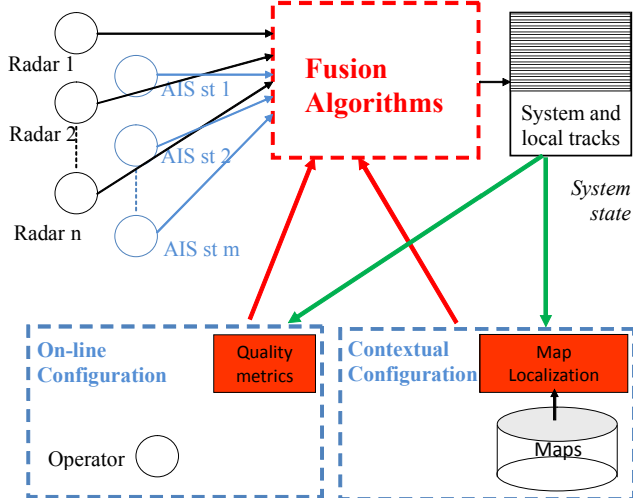 Radar 1
AIS st 1
Radar 2
AIS st 2
Radar n
AIS st m
Fusion
Algorithms
System and
local tracks
System
state
On-line
Configuration
Quality
metrics
Operator
Contextual
Configuration
Map
Localization
Maps